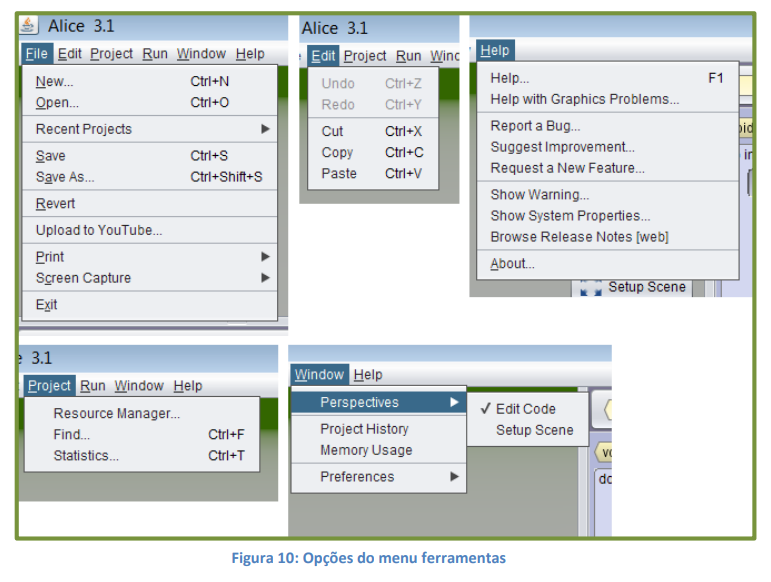 Alice 3.1
File Edit Project Run Window Help
New... Ctrl+N
Open... Ctrl+O
Recent Projects
Save Ctrl+S
Save As... Ctrl+Shift+S
Revert
Upload to YouTube...
Print
Screen Capture
Exit
Alice 3.1
Edit Project Run Winc
Undo Ctrl+Z
Redo Ctrl+Y
Cut Ctrl+X
Copy Ctrl+C
Paste Ctrl+V
Help
Help... F1
Help with Graphics Problems...
Report a Bug...
Suggest Improvement...
Request a New Feature...
Show Warning...
Show System Properties...
Browse Release Notes [web]
About...
Setup Scene
3.1
Project Run Window Help
Resource Manager...
Find... Ctrl+F
Statistics... Ctrl+T
Window Help
Perspectives
✓ Edit Code
Setup Scene
Project History
Memory Usage
Preferences
do
Figura 10: Opções do menu ferramentas